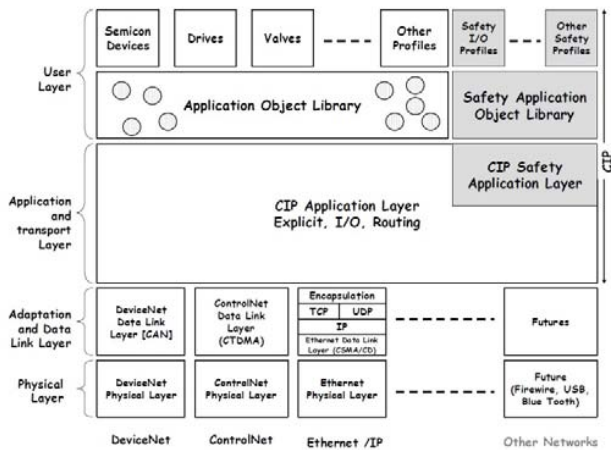 Semicon
Devices
Drives
Valves
Other
Profiles
Safety
I/O
Profiles
Other
Safety
Profiles
User
Layer
Application Object Library
Safety Application
Object Library
CIP
CIP Safety
Application Layer
CIP Application Layer
Explicit, I/O, Routing
Application
and
transport
Layer
Adaptation
and Data
Link Layer
DeviceNet
Data Link
Layer [CAN]
ControlNet
Data Link
Layer
(CTDMA)
Encapsulation
TCP
UDP
IP
Ethernet Data Link
Layer (CSMA/CD)
Futures
Physical
Layer
DeviceNet
Physical Layer
ControlNet
Physical Layer
Ethernet
Physical Layer
Future
(Firewire, USB,
Blue Tooth)
DeviceNet
ControlNet
Ethernet /IP
Other Networks